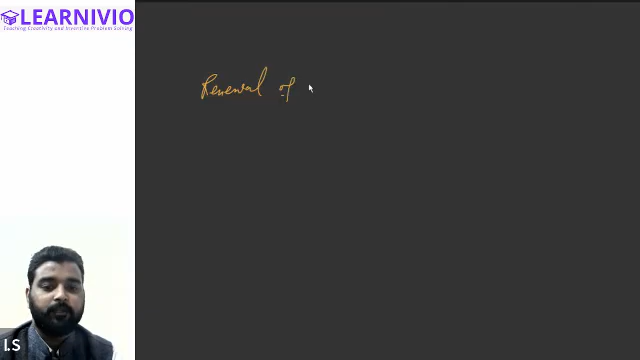 LEARNIVIO
Teaching Creativity and Inventive Problem Solving
Renewal of
I.S